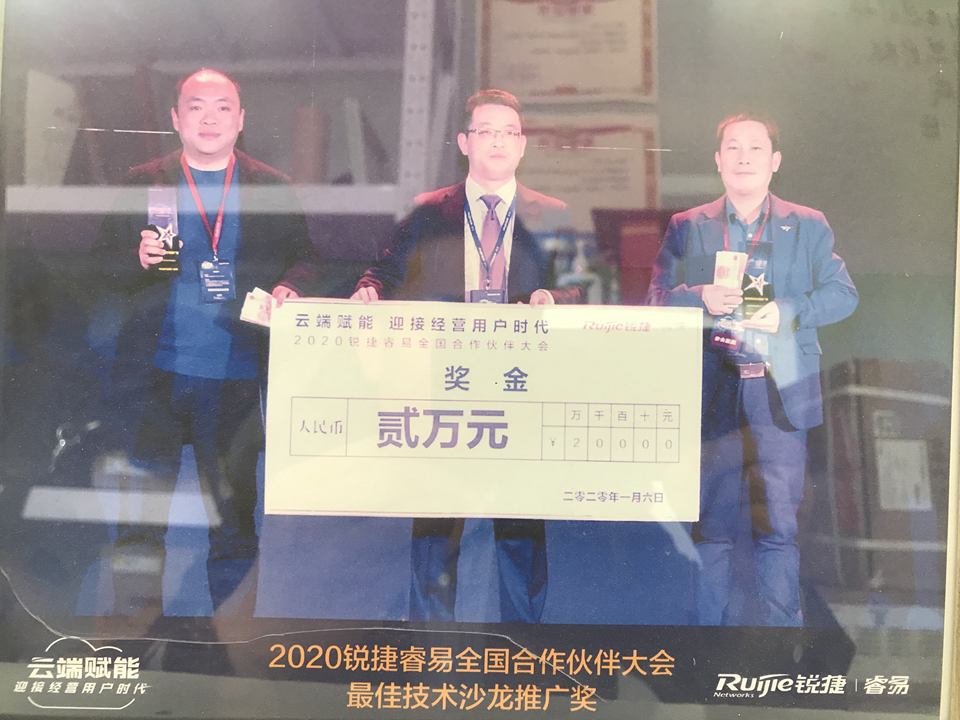 云端赋能 迎接经营用户时代
Ruijie锐捷
2020锐捷睿易全国合作伙伴大会
奖 金
人民币
贰万元
万千百十元
¥20000
二零二零年一月六日
云端赋能
迎接经营用户时代
2020锐捷睿易全国合作伙伴大会
最佳技术沙龙推广奖
Ruijie锐捷 | 睿易
Networks